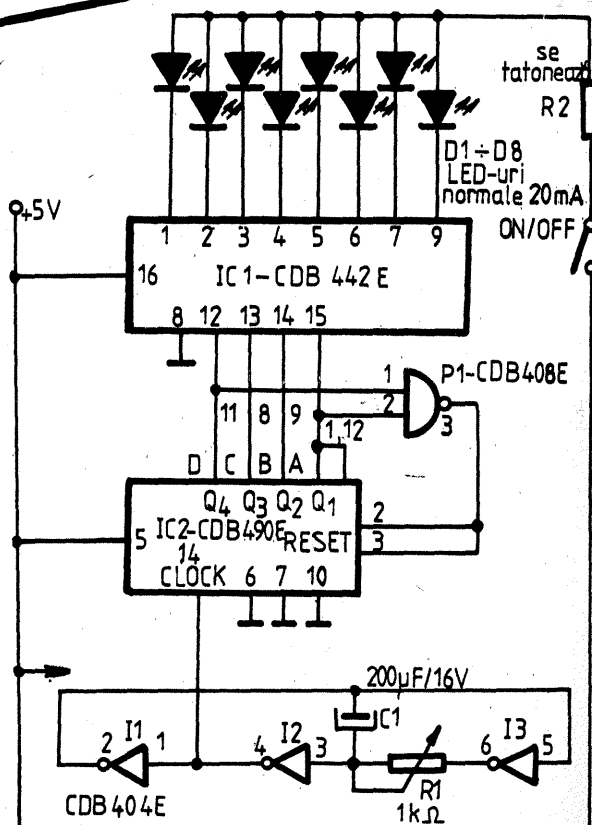 se
tatonează
R2
D1÷D8
LED-uri
normale 20mA
+5V
ON/OFF
1 2 3 4 5 6 7 9
16 IC1-CDB 442E
8 12 13 14 15
1 P1-CDB408E
2
3
11 8 9 1,12
D C B A
Q4 Q3 Q2 Q1
5 IC2-CDB490E RESET 2
3
14
CLOCK 6 7 10
200µF/16V
C1
I1 I2 I3
2 1 4 3 6 5
R1
CDB404E 1kΩ